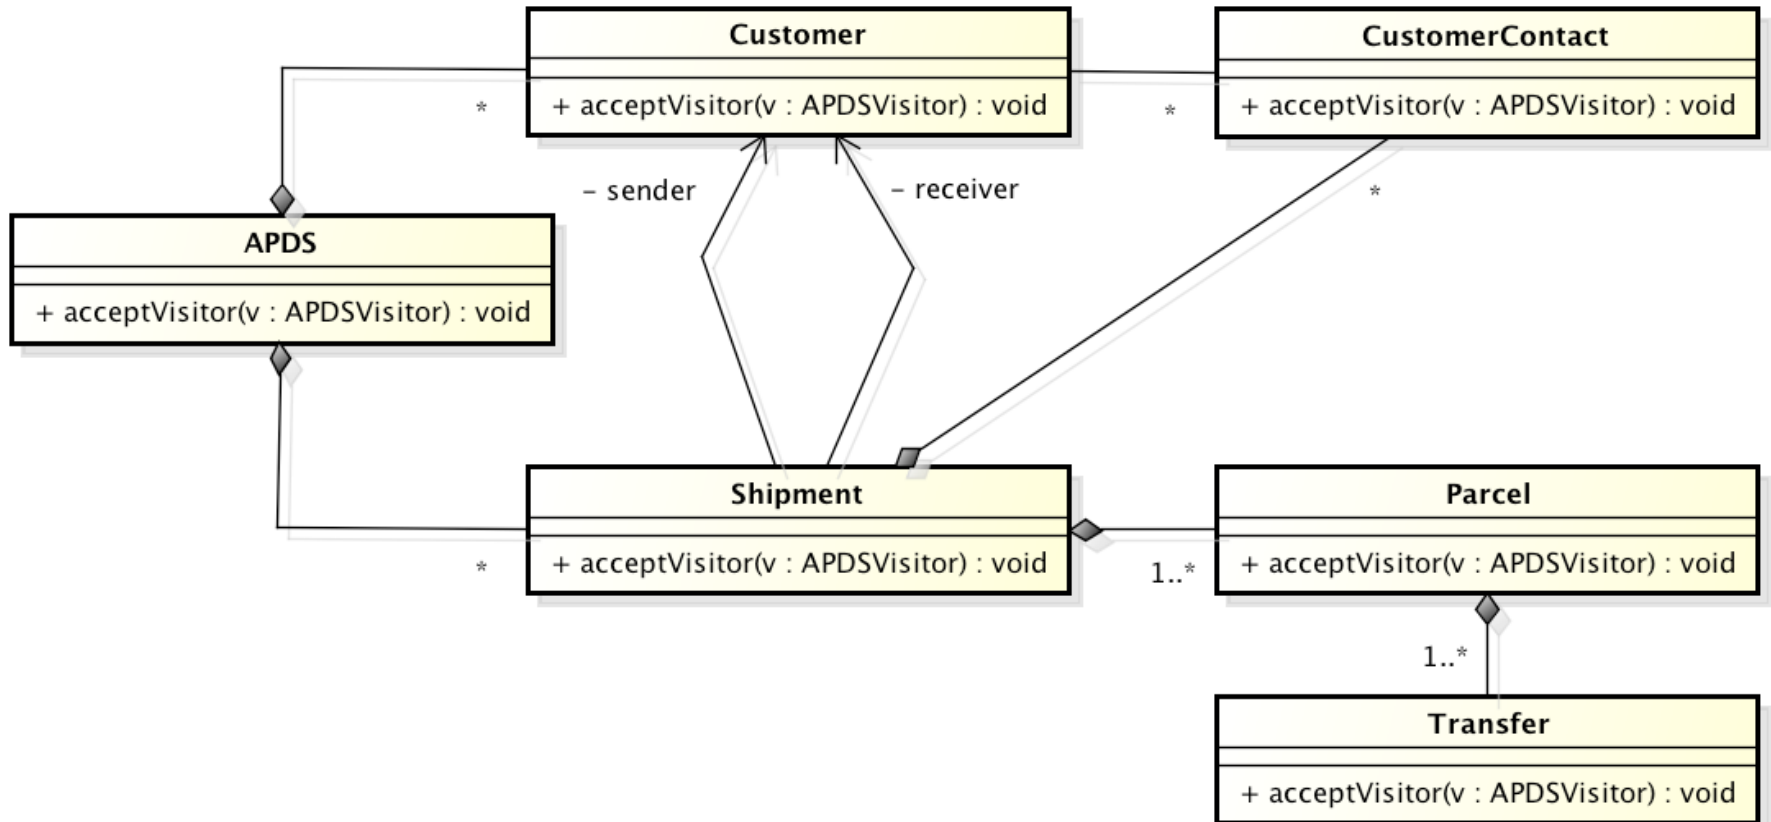 Customer
+ acceptVisitor(v : APDSVisitor) : void
*
CustomerContact
+ acceptVisitor(v : APDSVisitor) : void
*
*
– sender
– receiver
APDS
+ acceptVisitor(v : APDSVisitor) : void
Shipment
+ acceptVisitor(v : APDSVisitor) : void
*
Parcel
+ acceptVisitor(v : APDSVisitor) : void
1..*
1..*
Transfer
+ acceptVisitor(v : APDSVisitor) : void